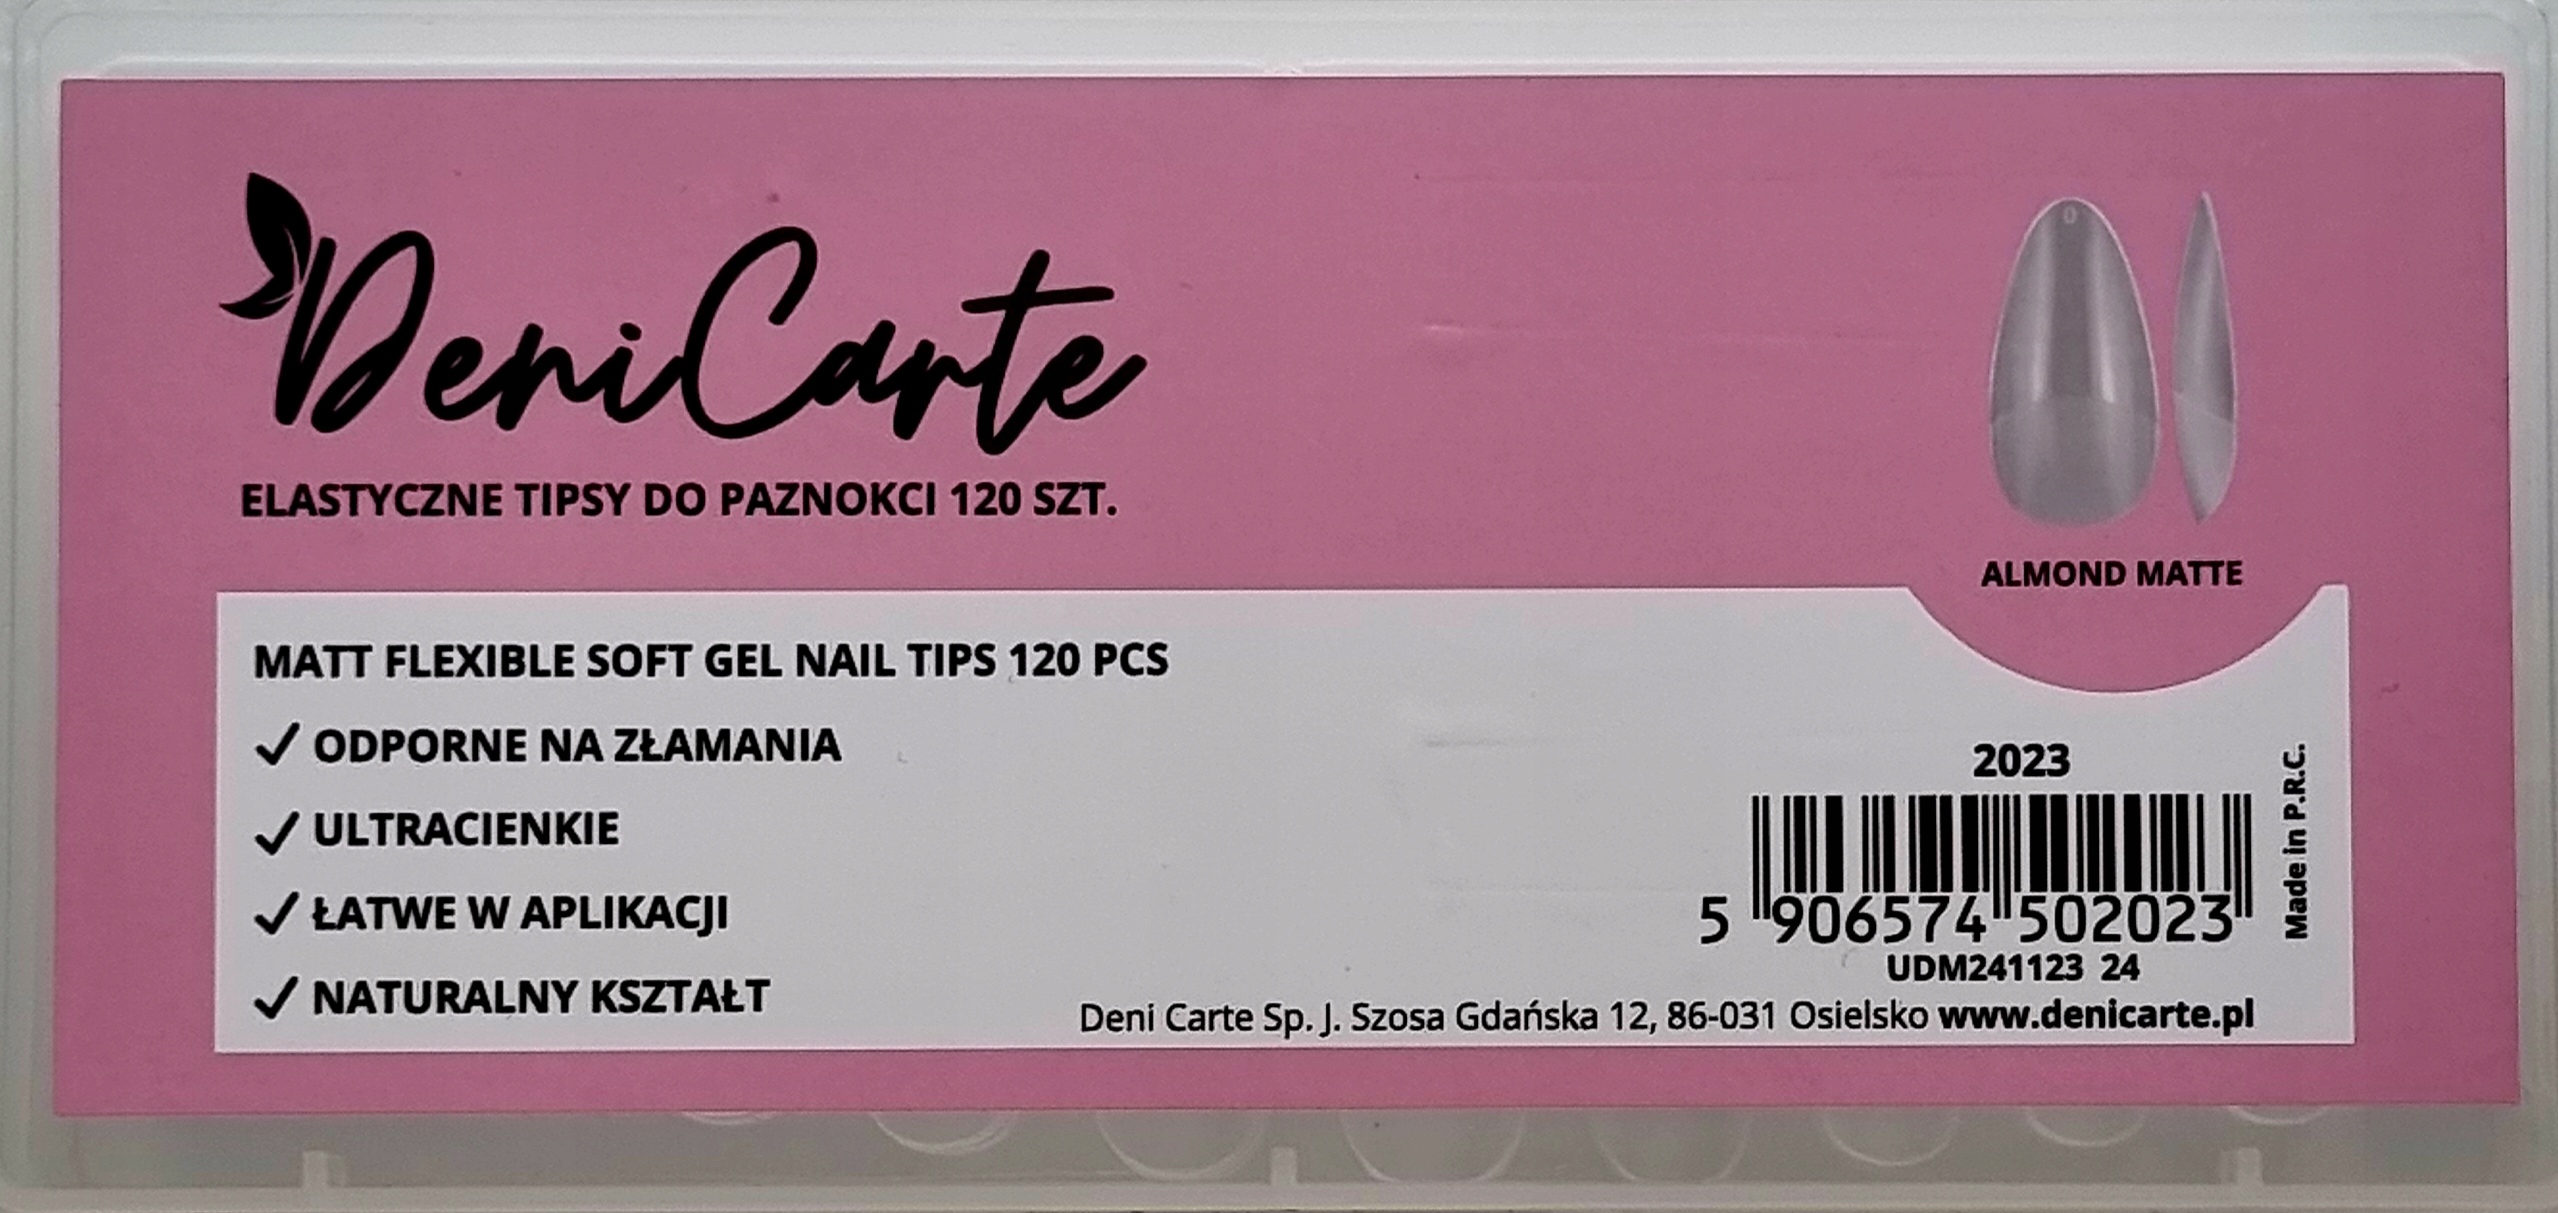 DeniCarte
ELASTYCZNE TIPSY DO PAZNOKCI 120 SZT.
0
ALMOND MATTE
MATT FLEXIBLE SOFT GEL NAIL TIPS 120 PCS
✓ ODPORNE NA ZŁAMANIA
✓ ULTRACIENKIE
✓ ŁATWE W APLIKACJI
✓ NATURALNY KSZTAŁT
2023
5 906574 502023
Made in P.R.C.
UDM241123 24
Deni Carte Sp. J. Szosa Gdańska 12, 86-031 Osielsko www.denicarte.pl